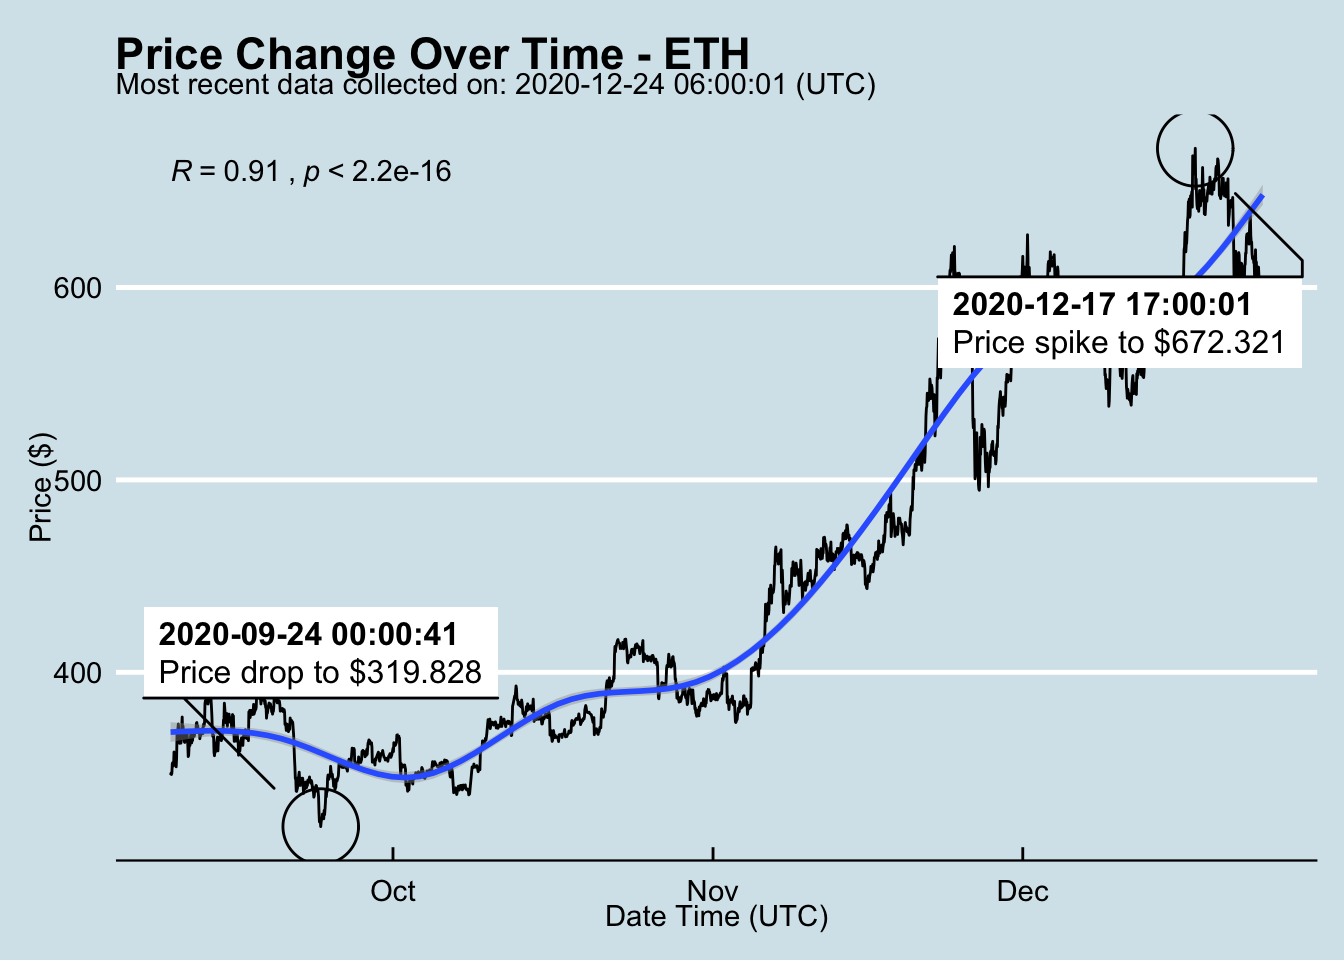 Price Change Over Time - ETH
Most recent data collected on: 2020-12-24 06:00:01 (UTC)
R = 0.91 , p < 2.2e-16
600
2020-12-17 17:00:01
Price spike to $672.321
Price ($)
500
2020-09-24 00:00:41
Price drop to $319.828
400
Oct
Nov
Dec
Date Time (UTC)